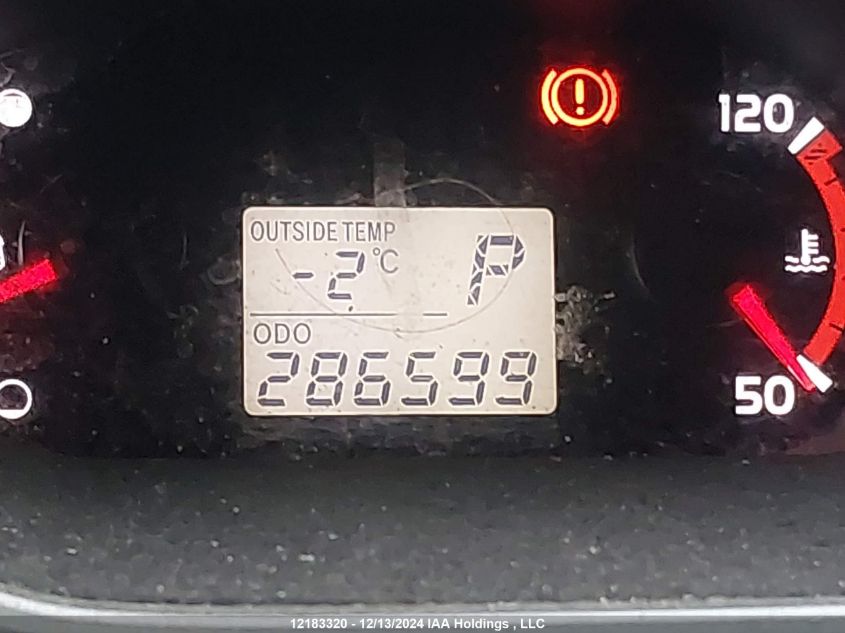 120
OUTSIDE TEMP
-2°C P
ODO
286599
50
12183320 - 12/13/2024 IAA Holdings , LLC